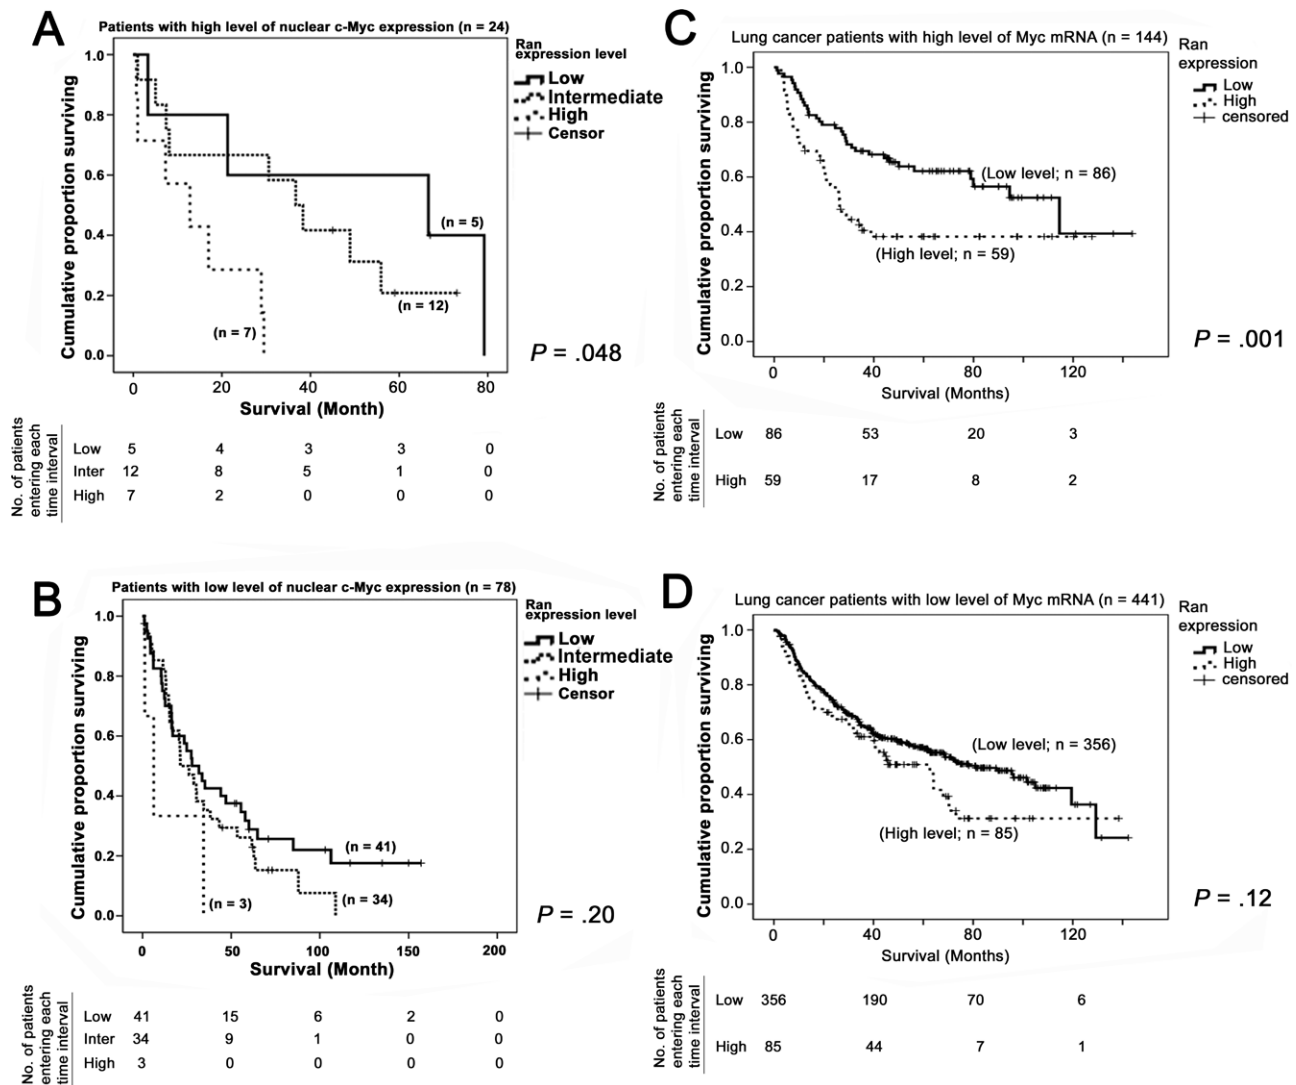 A
Patients with high level of nuclear c-Myc expression (n = 24)
Ran
expression level
Low
Intermediate
High
Censor
Cumulative proportion surviving
1.0
0.8
0.6
0.4
0.2
0.0
(n = 5)
(n = 12)
(n = 7)
P = .048
0 20 40 60 80
Survival (Month)
No. of patients
entering each
time interval
Low 5 4 3 3 0
Inter 12 8 5 1 0
High 7 2 0 0 0
C
Lung cancer patients with high level of Myc mRNA (n = 144)
Ran
expression
Low
High
censored
Cumulative proportion surviving
1.0
0.8
0.6
0.4
0.2
0.0
(Low level; n = 86)
(High level; n = 59)
P = .001
0 40 80 120
Survival (Months)
No. of patients
entering each
time interval
Low 86 53 20 3
High 59 17 8 2
B
Patients with low level of nuclear c-Myc expression (n = 78)
Ran
expression level
Low
Intermediate
High
Censor
Cumulative proportion surviving
1.0
0.8
0.6
0.4
0.2
0.0
(n = 41)
(n = 3)
(n = 34)
P = .20
0 50 100 150 200
Survival (Month)
No. of patients
entering each
time interval
Low 41 15 6 2 0
Inter 34 9 1 0 0
High 3 0 0 0 0
D
Lung cancer patients with low level of Myc mRNA (n = 441)
Ran
expression
Low
High
censored
Cumulative proportion surviving
1.0
0.8
0.6
0.4
0.2
0.0
(Low level; n = 356)
(High level; n = 85)
P = .12
0 40 80 120
Survival (Months)
No. of patients
entering each
time interval
Low 356 190 70 6
High 85 44 7 1